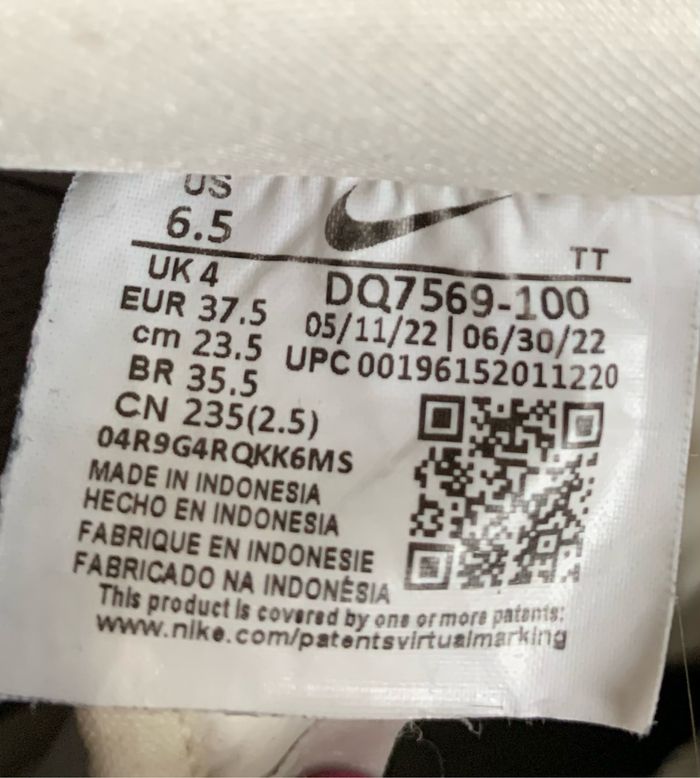 US
6.5
TT
UK 4
DQ7569-100
EUR 37.5
05/11/22 | 06/30/22
cm 23.5
UPC 00196152011220
BR 35.5
CN 235(2.5)
04R9G4RQKK6MS
MADE IN INDONESIA
HECHO EN INDONESIA
FABRIQUE EN INDONESIE
FABRICADO NA INDONÉSIA
This product is covered by one or more patents:
www.nike.com/patentsvirtualmarking